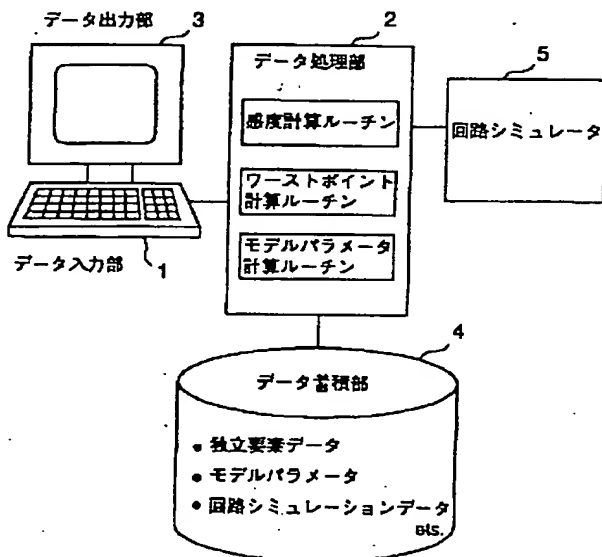 データ出力部
3
2
データ処理部
5
感度計算ルーチン
回路シミュレータ
ワーストポイント
計算ルーチン
モデルパラメータ
計算ルーチン
データ入力部
1
4
データ蓄積部
• 独立要素データ
• モデルパラメータ
• 回路シミュレーションデータ